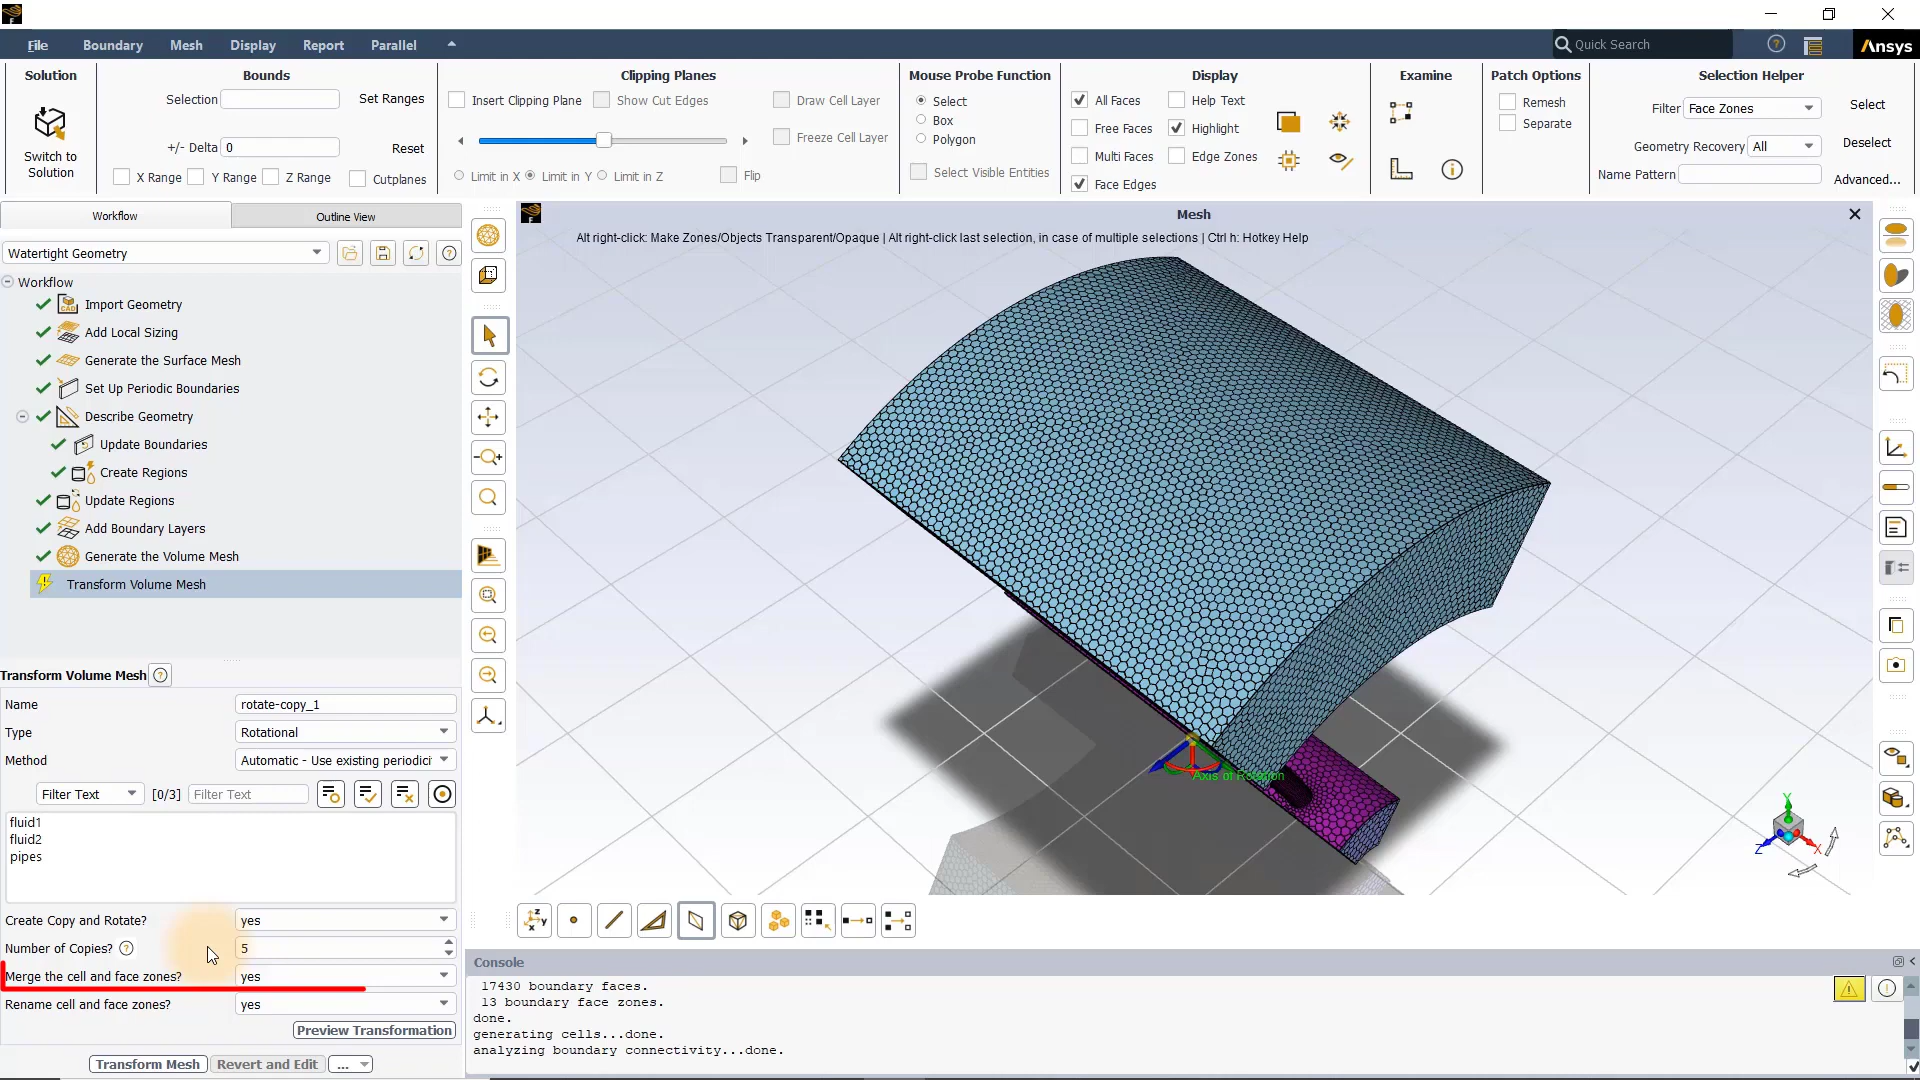 File Boundary Mesh Display Report Parallel
Quick Search
Ansys
Solution
Switch to
Solution
Bounds
Selection
Set Ranges
+/- Delta 0
Reset
X Range Y Range Z Range Cutplanes
Clipping Planes
Insert Clipping Plane Show Cut Edges Draw Cell Layer
Freeze Cell Layer
Limit in X Limit in Y Limit in Z Flip
Mouse Probe Function
Select
Box
Polygon
Select Visible Entities
Display
All Faces Help Text
Free Faces Highlight
Multi Faces Edge Zones
Face Edges
Examine
Patch Options
Remesh
Separate
Selection Helper
Filter Face Zones Select
Geometry Recovery All Deselect
Name Pattern Advanced...
Workflow Outline View
Watertight Geometry
Workflow
Import Geometry
Add Local Sizing
Generate the Surface Mesh
Set Up Periodic Boundaries
Describe Geometry
Update Boundaries
Create Regions
Update Regions
Add Boundary Layers
Generate the Volume Mesh
Transform Volume Mesh
Transform Volume Mesh
Name rotate-copy_1
Type Rotational
Method Automatic - Use existing periodici
Filter Text [0/3] Filter Text
fluid1
fluid2
pipes
Create Copy and Rotate? yes
Number of Copies? 5
Merge the cell and face zones? yes
Rename cell and face zones? yes
Preview Transformation
Transform Mesh Revert and Edit ...
Mesh
Alt right-click: Make Zones/Objects Transparent/Opaque | Alt right-click last selection, in case of multiple selections | Ctrl h: Hotkey Help
Axis of Rotation
Y
Z
X
Console
17430 boundary faces.
13 boundary face zones.
done.
generating cells...done.
analyzing boundary connectivity...done.